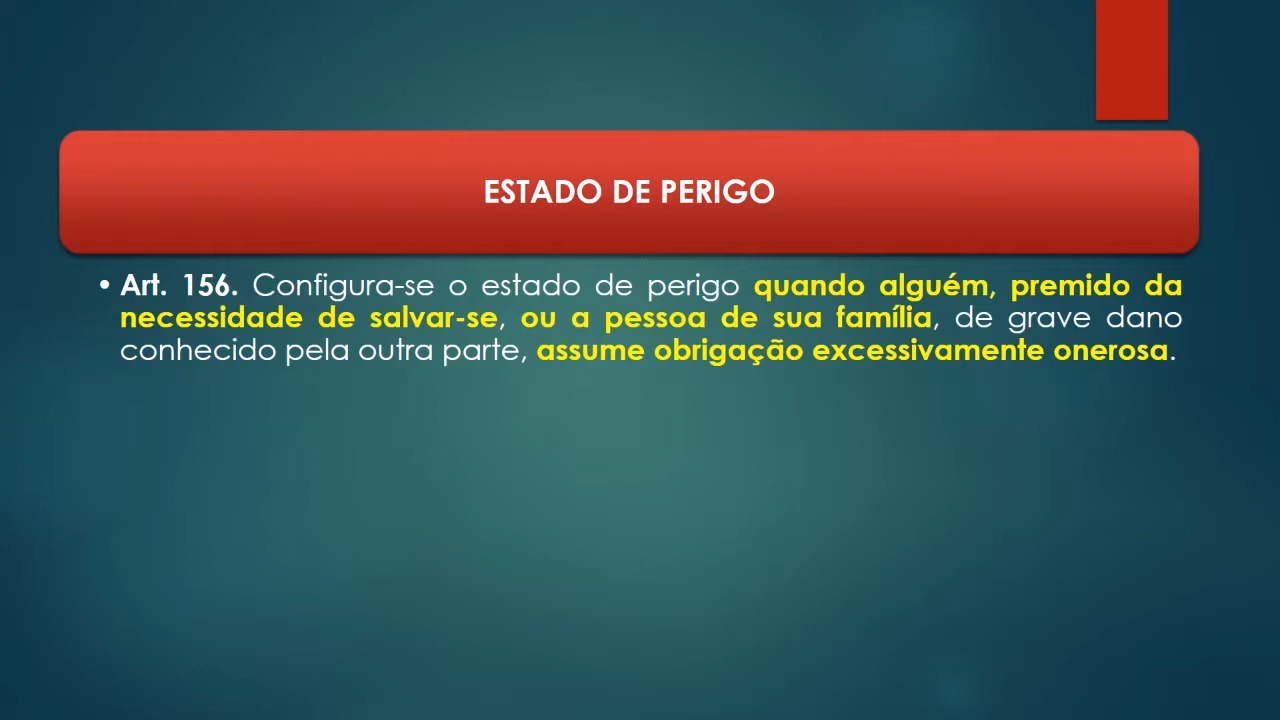 ESTADO DE PERIGO
• Art. 156. Configura-se o estado de perigo quando alguém, premido da
necessidade de salvar-se, ou a pessoa de sua família, de grave dano
conhecido pela outra parte, assume obrigação excessivamente onerosa.